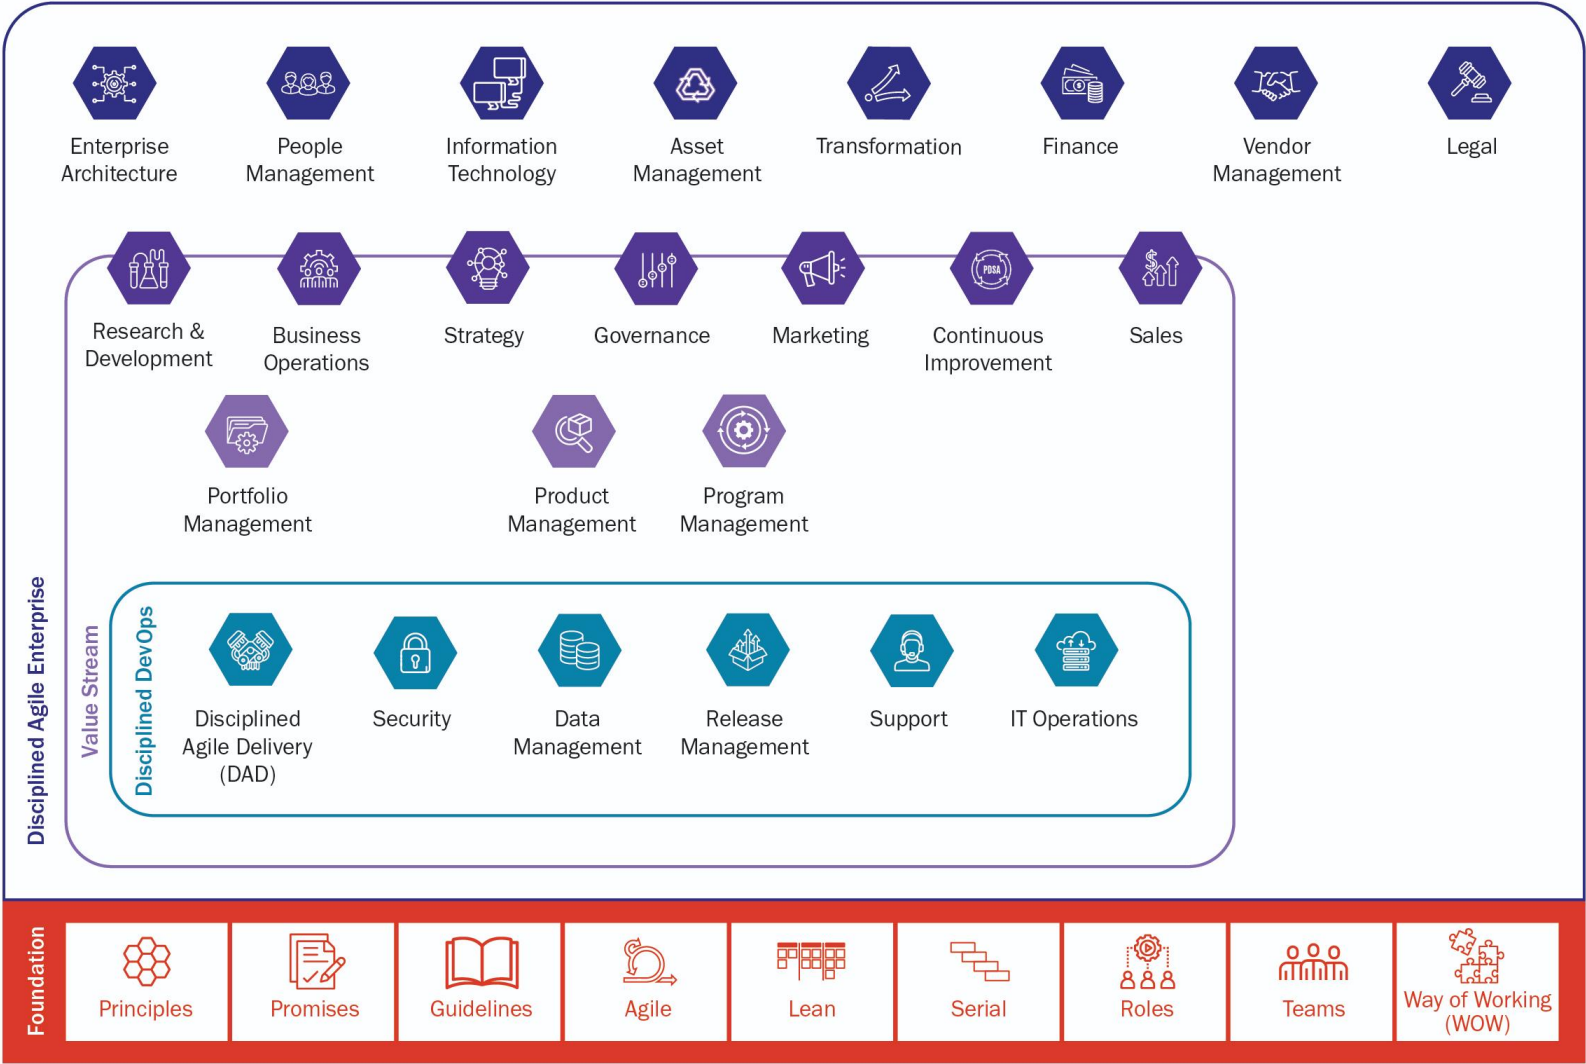 Enterprise
Architecture
People
Management
Information
Technology
Asset
Management
Transformation
Finance
Vendor
Management
Legal
PDSA
Research &
Development
Business
Operations
Strategy
Governance
Marketing
Continuous
Improvement
Sales
Portfolio
Management
Product
Management
Program
Management
Disciplined Agile Enterprise
Value Stream
Disciplined DevOps
Disciplined
Agile Delivery
(DAD)
Security
Data
Management
Release
Management
Support
IT Operations
Foundation
Principles
Promises
Guidelines
Agile
Lean
Serial
Roles
Teams
Way of Working
(WOW)